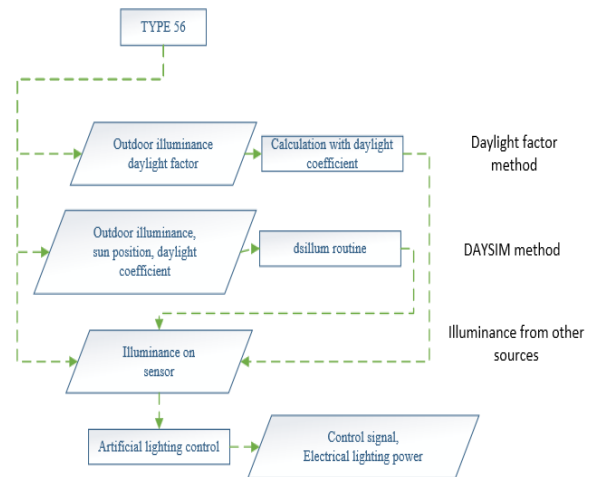 TYPE 56
Outdoor illuminance
daylight factor
Calculation with daylight
coefficient
Daylight factor
method
Outdoor illuminance,
sun position, daylight
coefficient
dsillum routine
DAYSIM method
Illuminance on
sensor
Illuminance from other
sources
Artificial lighting control
Control signal,
Electrical lighting power